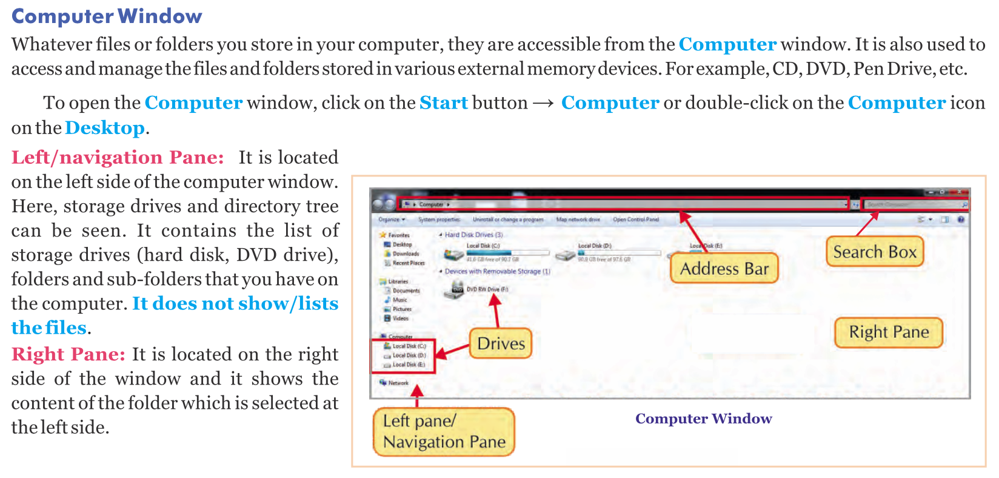 Computer Window
Whatever files or folders you store in your computer, they are accessible from the Computer window. It is also used to
access and manage the files and folders stored in various external memory devices. For example, CD, DVD, Pen Drive, etc.
To open the Computer window, click on the Start button → Computer or double-click on the Computer icon
on the Desktop.
Left/navigation Pane: It is located
on the left side of the computer window.
Here, storage drives and directory tree
can be seen. It contains the list of
storage drives (hard disk, DVD drive),
folders and sub-folders that you have on
the computer. It does not show/lists
the files.
Right Pane: It is located on the right
side of the window and it shows the
content of the folder which is selected at
the left side.
Computer
Search Computer
Organize
System properties
Uninstall or change a program
Map network drive
Open Control Panel
Favorites
Desktop
Downloads
Recent Places
Libraries
Documents
Music
Pictures
Videos
Computer
Local Disk (C:)
Local Disk (D:)
Local Disk (E:)
Network
Hard Disk Drives (3)
Local Disk (C:)
41.6 GB free of 90.7 GB
Local Disk (D:)
90.9 GB free of 97.6 GB
Local Disk (E:)
Devices with Removable Storage (1)
DVD
DVD RW Drive (F:)
Address Bar
Search Box
Drives
Right Pane
Left pane/
Navigation Pane
Computer Window